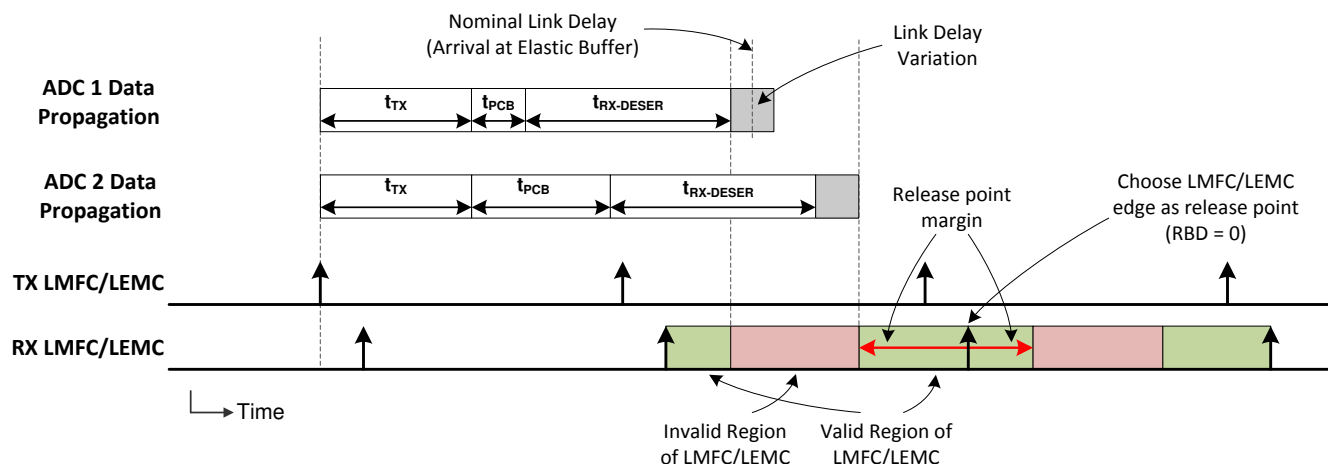 Nominal Link Delay
(Arrival at Elastic Buffer)
Link Delay
Variation
ADC 1 Data
Propagation
tTX
tPCB
tRX-DESER
ADC 2 Data
Propagation
tTX
tPCB
tRX-DESER
Release point
margin
Choose LMFC/LEMC
edge as release point
(RBD = 0)
TX LMFC/LEMC
RX LMFC/LEMC
Time
Invalid Region
of LMFC/LEMC
Valid Region of
LMFC/LEMC